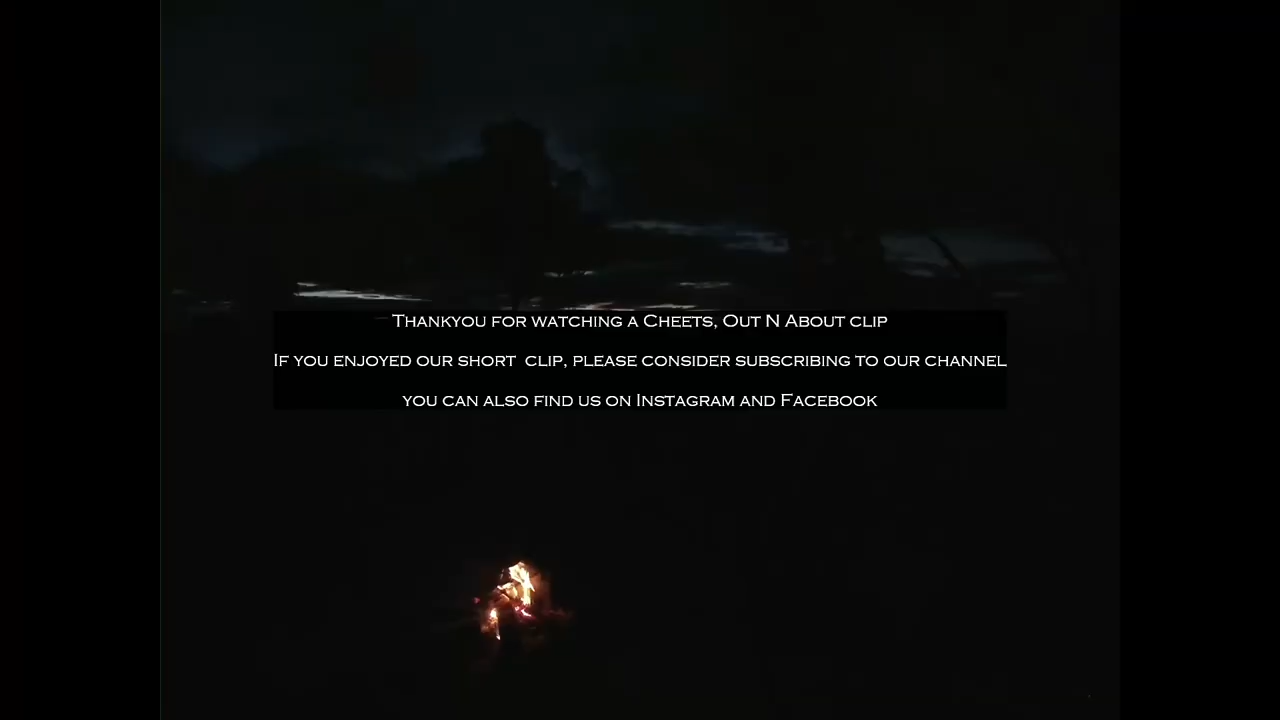 Thankyou for watching a Cheets, Out N About clip
If you enjoyed our short  clip, please consider subscribing to our channel
you can also find us on Instagram and Facebook